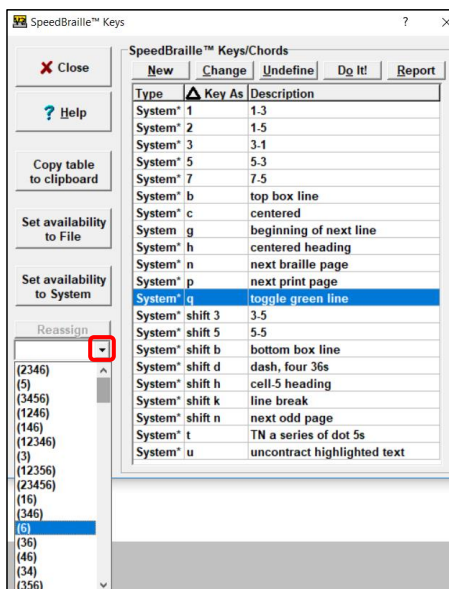 SpeedBraille™ Keys
SpeedBraille™ Keys/Chords
Close
Help
Copy table
to clipboard
Set availability
to File
Set availability
to System
Reassign
(2346)
(5)
(3456)
(1246)
(146)
(12346)
(3)
(12356)
(23456)
(16)
(346)
(6)
(36)
(46)
(34)
(356)
New Change Undefine Do It! Report
Type Key As Description
System* 1 1-3
System* 2 1-5
System* 3 3-1
System* 5 5-3
System* 7 7-5
System* b top box line
System* c centered
System g beginning of next line
System* h centered heading
System* n next braille page
System* p next print page
System* q toggle green line
System* shift 3 3-5
System* shift 5 5-5
System* shift b bottom box line
System* shift d dash, four 36s
System* shift h cell-5 heading
System* shift k line break
System* shift n next odd page
System* t TN a series of dot 5s
System* u uncontract highlighted text